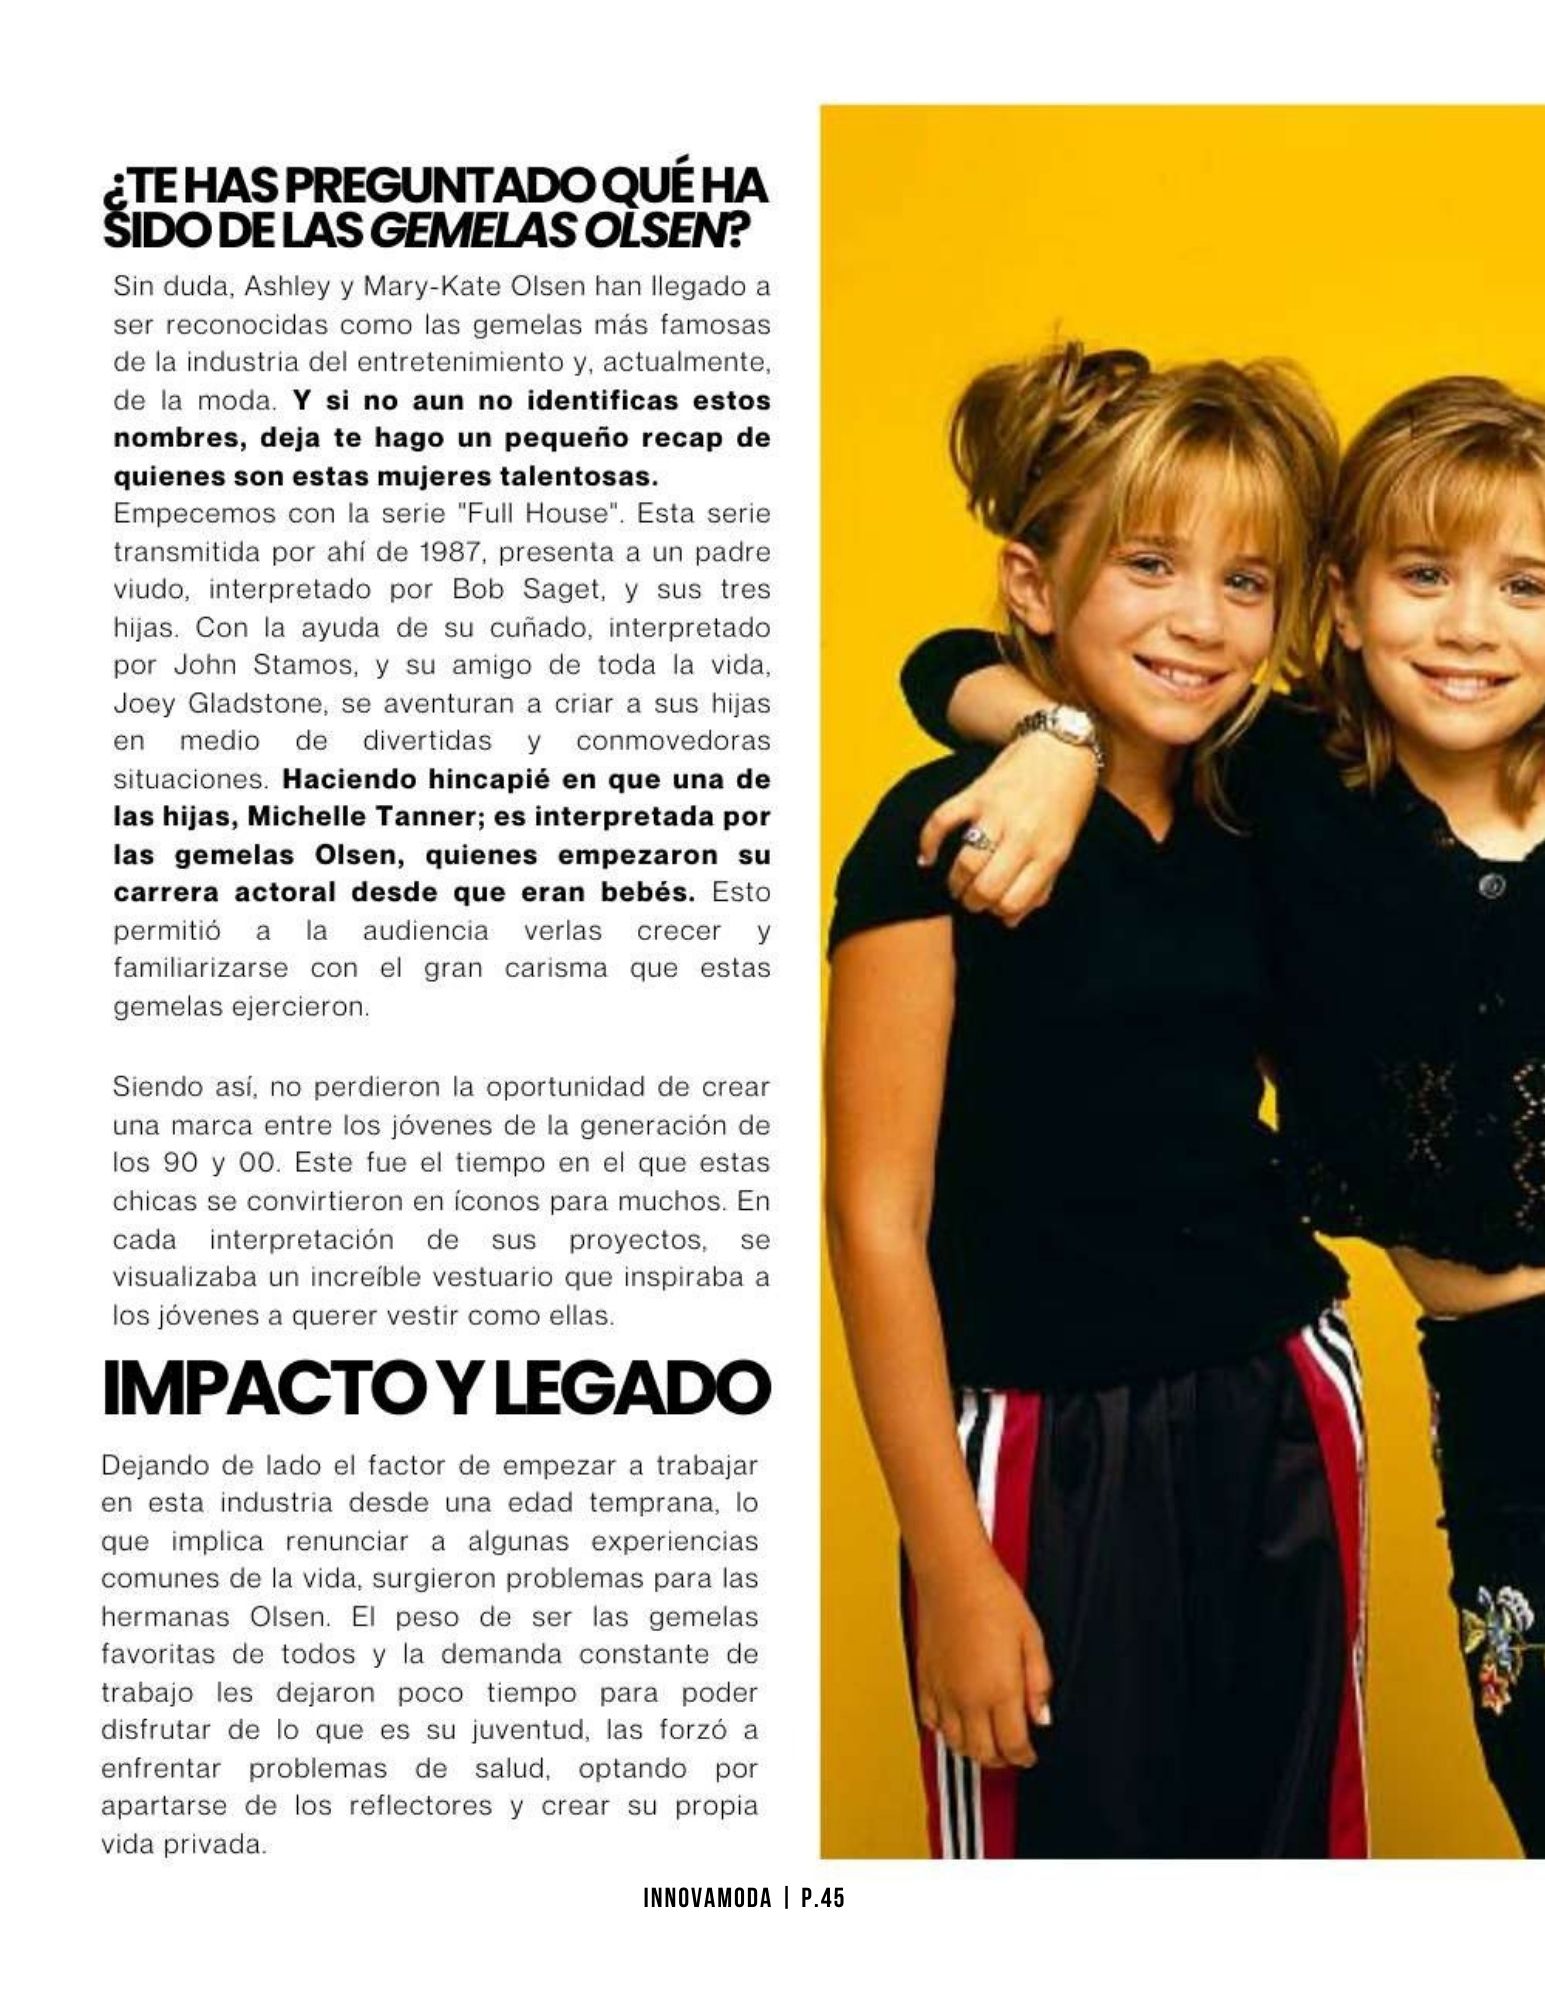 ¿TE HAS PREGUNTADO QUÉ HA
SIDO DE LAS GEMELAS OLSEN?
Sin duda, Ashley y Mary-Kate Olsen han llegado a
ser reconocidas como las gemelas más famosas
de la industria del entretenimiento y, actualmente,
de la moda. Y si no aun no identificas estos
nombres, deja te hago un pequeño recap de
quienes son estas mujeres talentosas.
Empecemos con la serie "Full House". Esta serie
transmitida por ahí de 1987, presenta a un padre
viudo, interpretado por Bob Saget, y sus tres
hijas. Con la ayuda de su cuñado, interpretado
por John Stamos, y su amigo de toda la vida,
Joey Gladstone, se aventuran a criar a sus hijas
en medio de divertidas y conmovedoras
situaciones. Haciendo hincapié en que una de
las hijas, Michelle Tanner; es interpretada por
las gemelas Olsen, quienes empezaron su
carrera actoral desde que eran bebés. Esto
permitió a la audiencia verlas crecer y
familiarizarse con el gran carisma que estas
gemelas ejercieron.
Siendo así, no perdieron la oportunidad de crear
una marca entre los jóvenes de la generación de
los 90 y 00. Este fue el tiempo en el que estas
chicas se convirtieron en íconos para muchos. En
cada interpretación de sus proyectos, se
visualizaba un increíble vestuario que inspiraba a
los jóvenes a querer vestir como ellas.
IMPACTO Y LEGADO
Dejando de lado el factor de empezar a trabajar
en esta industria desde una edad temprana, lo
que implica renunciar a algunas experiencias
comunes de la vida, surgieron problemas para las
hermanas Olsen. El peso de ser las gemelas
favoritas de todos y la demanda constante de
trabajo les dejaron poco tiempo para poder
disfrutar de lo que es su juventud, las forzó a
enfrentar problemas de salud, optando por
apartarse de los reflectores y crear su propia
vida privada.
INNOVAMODA | P.45